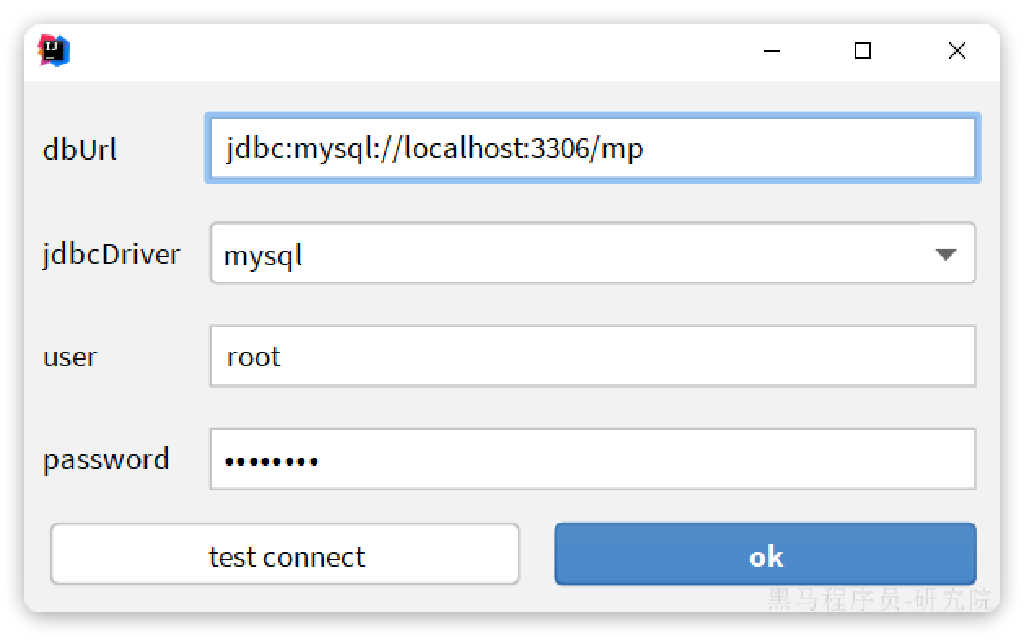 IJ
dbUrl
jdbc:mysql://localhost:3306/mp
jdbcDriver
mysql
user
root
password
••••••••
test connect
ok
黑马程序员-研究院